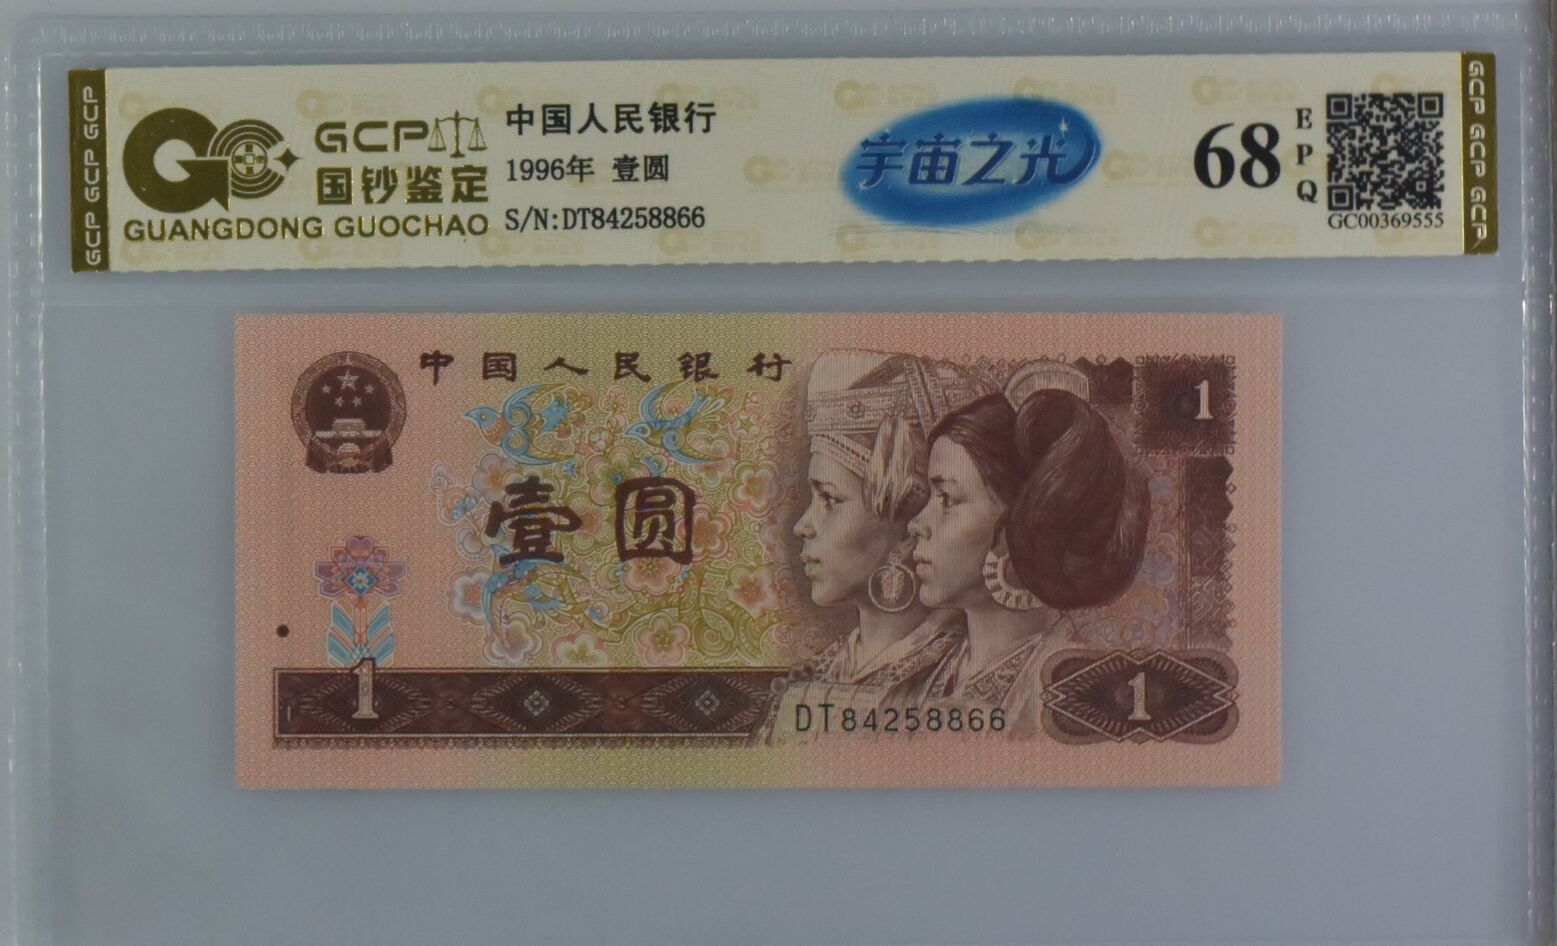 GCP GCP GCP
GCP
国钞鉴定
GUANGDONG GUOCHAO
中国人民银行
1996年 壹圆
S/N:DT84258866
宇宙之光
68
EPQ
GC00369555
GCP GCP GCP
中国人民银行
1
壹圆
1
DT84258866
1